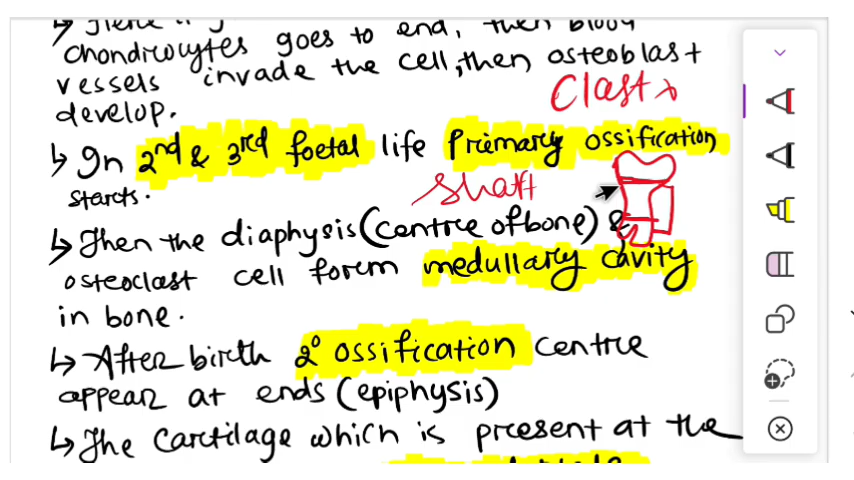 ↳ Hence if
chondrocytes goes to end, then blood
vessels invade the cell, then osteoblast
develop.
Clast
↳ In 2nd & 3rd foetal life Primary ossification
starts.
shaft
↳ Then the diaphysis (centre of bone) &
osteoclast cell form medullary cavity
in bone.
↳ After birth 2° ossification centre
appear at ends (epiphysis)
↳ The cartilage which is present at the